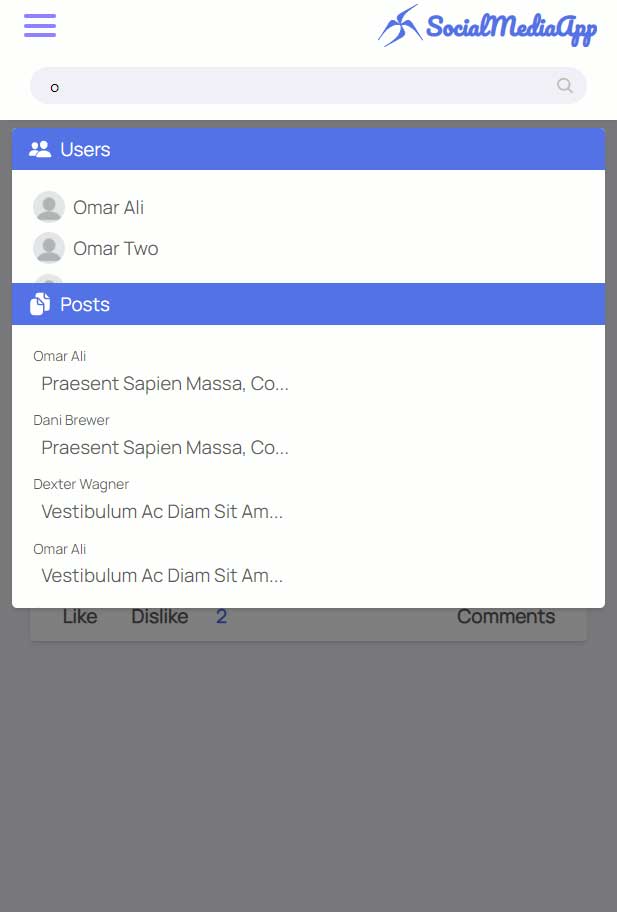 SocialMediaApp
o
Users
Omar Ali
Omar Two
Posts
Omar Ali
Praesent Sapien Massa, Co...
Dani Brewer
Praesent Sapien Massa, Co...
Dexter Wagner
Vestibulum Ac Diam Sit Am...
Omar Ali
Vestibulum Ac Diam Sit Am...
Like Dislike 2 Comments